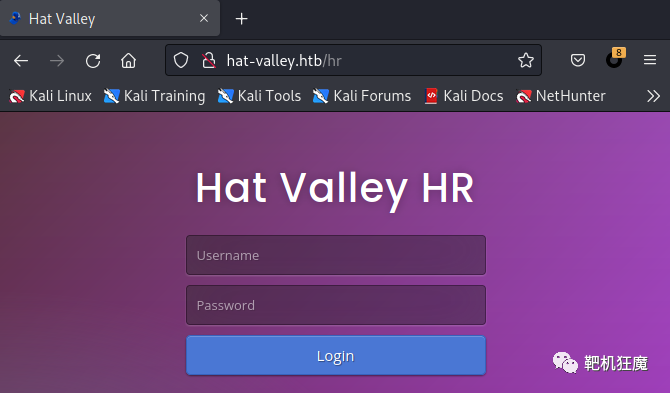 Hat Valley
hat-valley.htb/hr
8
Kali Linux Kali Training Kali Tools Kali Forums Kali Docs NetHunter
Hat Valley HR
Username
Password
Login
靶机狂魔